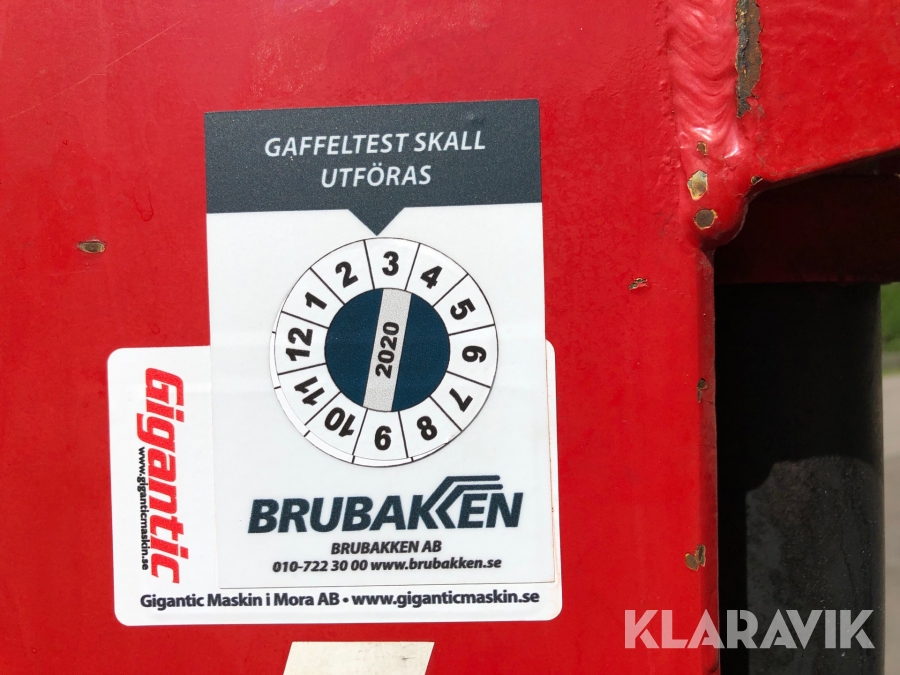 GAFFELTEST SKALL
UTFÖRAS
1 2 3 4 5 6 7 8 9 10 11 12
2020
BRUBAKKEN
BRUBAKKEN AB
010-722 30 00 www.brubakken.se
Gigantic
www.giganticmaskin.se
Gigantic Maskin i Mora AB • www.giganticmaskin.se
KLARAVIK